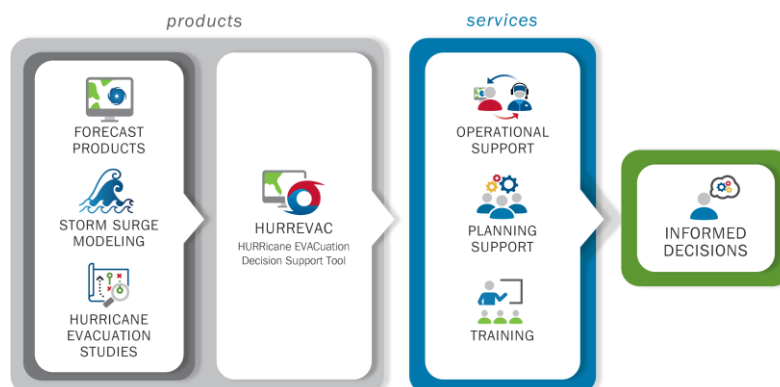 products
services
FORECAST
PRODUCTS
STORM SURGE
MODELING
HURRICANE
EVACUATION
STUDIES
HURREVAC
HURRicane EVACuation
Decision Support Tool
OPERATIONAL
SUPPORT
PLANNING
SUPPORT
TRAINING
INFORMED
DECISIONS